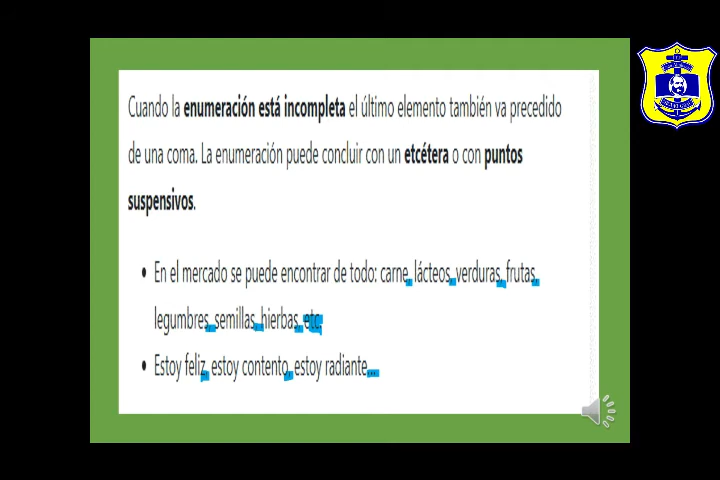 Cuando la enumeración está incompleta el último elemento también va precedido
de una coma. La enumeración puede concluir con un etcétera o con puntos
suspensivos.
• En el mercado se puede encontrar de todo: carne, lácteos, verduras, frutas,
legumbres, semillas, hierbas, etc.
• Estoy feliz, estoy contento, estoy radiante...